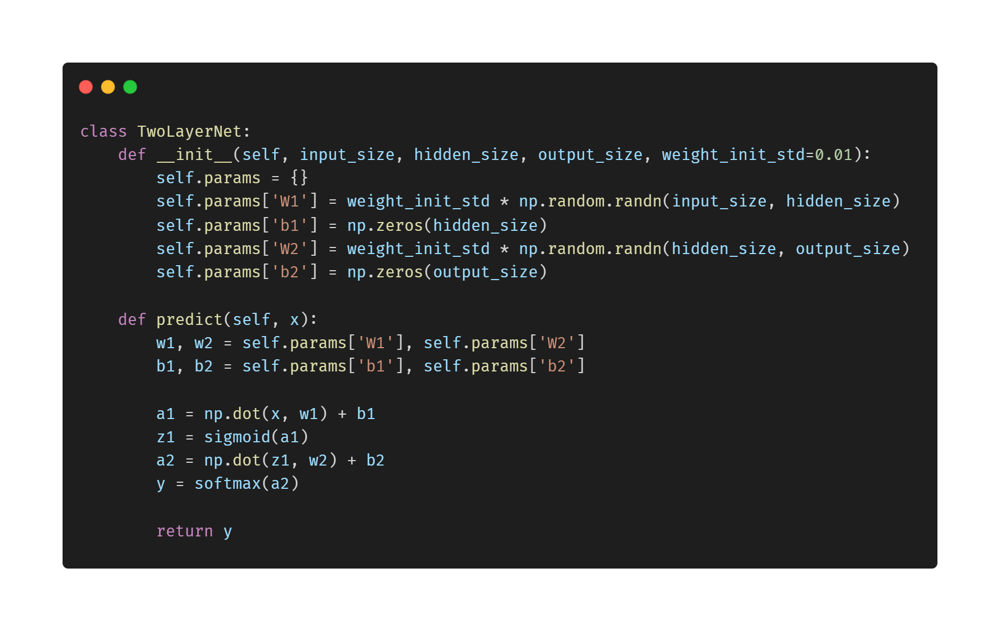 class TwoLayerNet:
    def __init__(self, input_size, hidden_size, output_size, weight_init_std=0.01):
        self.params = {}
        self.params['W1'] = weight_init_std * np.random.randn(input_size, hidden_size)
        self.params['b1'] = np.zeros(hidden_size)
        self.params['W2'] = weight_init_std * np.random.randn(hidden_size, output_size)
        self.params['b2'] = np.zeros(output_size)

    def predict(self, x):
        w1, w2 = self.params['W1'], self.params['W2']
        b1, b2 = self.params['b1'], self.params['b2']

        a1 = np.dot(x, w1) + b1
        z1 = sigmoid(a1)
        a2 = np.dot(z1, w2) + b2
        y = softmax(a2)

        return y